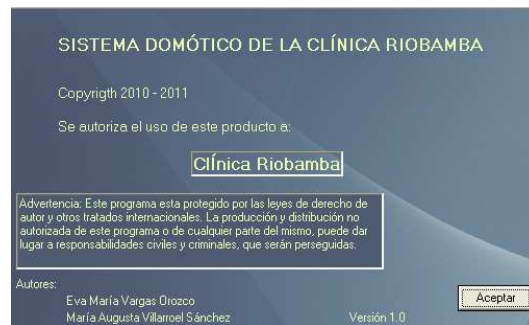 SISTEMA DOMÓTICO DE LA CLÍNICA RIOBAMBA
Copyrigth 2010 - 2011
Se autoriza el uso de este producto a:
ClÍnica Riobamba
Advertencia: Este programa esta protegido por las leyes de derecho de
autor y otros tratados internacionales. La producción y distribución no
autorizada de este programa o de cualquier parte del mismo, puede dar
lugar a responsabilidades civiles y criminales, que serán perseguidas.
Autores:
Eva María Vargas Orozco
María Augusta Villarroel Sánchez
Versión 1.0
Aceptar